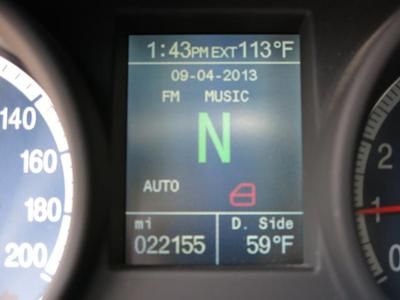 1:43PM EXT 113°F
09-04-2013
FM MUSIC
N
AUTO
mi D. Side
022155 59°F
140
160
180
200
2
1
0